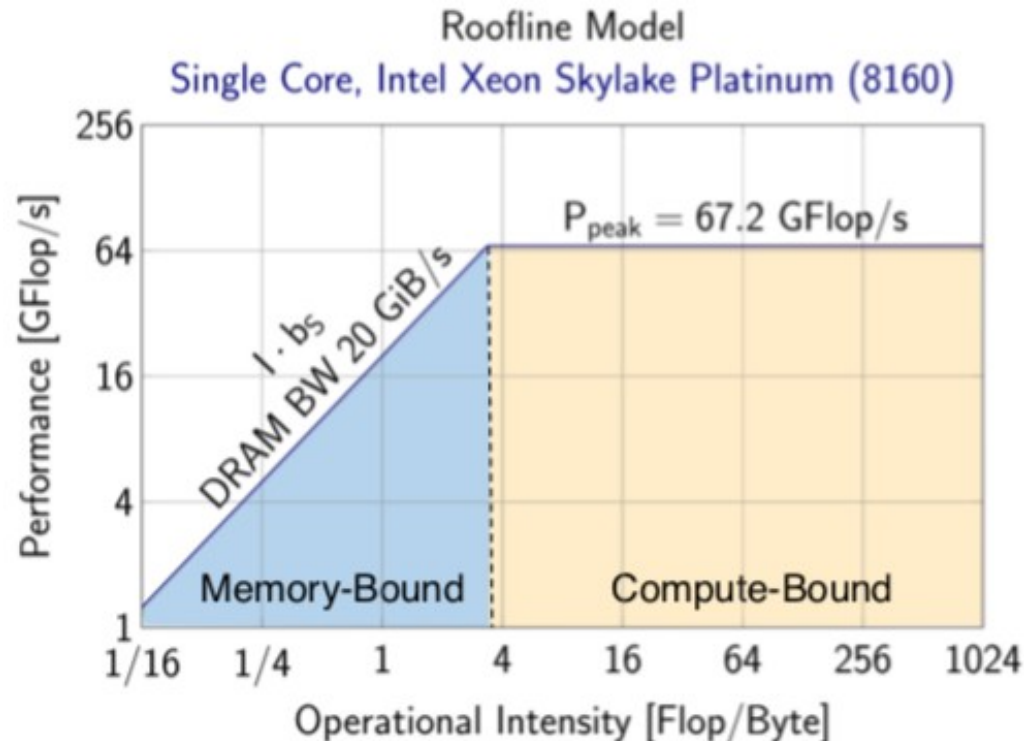 Roofline Model
Single Core, Intel Xeon Skylake Platinum (8160)
Performance [GFlop/s]
256
64
16
4
1
I · bS
DRAM BW 20 GiB/s
Ppeak = 67.2 GFlop/s
Memory-Bound
Compute-Bound
1/16 1/4 1 4 16 64 256 1024
Operational Intensity [Flop/Byte]